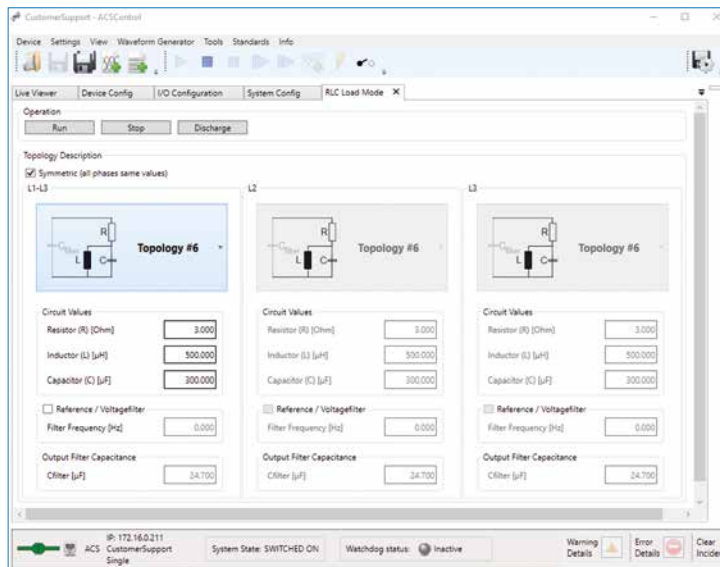 CustomerSupport - ACSControl
Device Settings View Waveform Generator Tools Standards Info
Live Viewer Device Config I/O Configuration System Config RLC Load Mode
Operation
Run Stop Discharge
Topology Description
Symmetric (all phases same values)
L1-L3 L2 L3
R R R
Topology #6 Topology #6 Topology #6
L C L C L C
Circuit Values Circuit Values Circuit Values
Resistor (R) [Ohm] 3.000 Resistor (R) [Ohm] 3.000 Resistor (R) [Ohm] 3.000
Inductor (L) [µH] 500.000 Inductor (L) [µH] 500.000 Inductor (L) [µH] 500.000
Capacitor (C) [µF] 300.000 Capacitor (C) [µF] 300.000 Capacitor (C) [µF] 300.000
Reference / Voltagefilter Reference / Voltagefilter Reference / Voltagefilter
Filter Frequency [Hz] 0.000 Filter Frequency [Hz] 0.000 Filter Frequency [Hz] 0.000
Output Filter Capacitance Output Filter Capacitance Output Filter Capacitance
Cfilter [µF] 24.700 Cfilter [µF] 24.700 Cfilter [µF] 24.700
IP: 172.16.0.211
ACS CustomerSupport
Single
System State: SWITCHED ON
Watchdog status: Inactive
Warning
Details
Error
Details
Clear